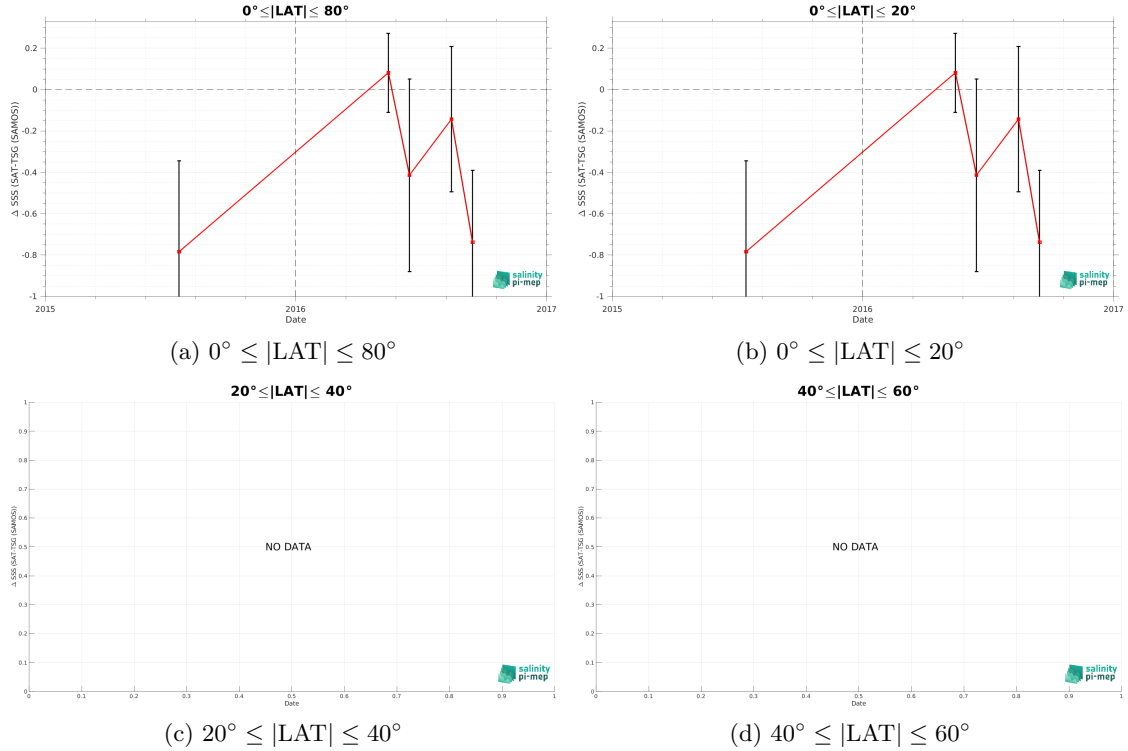 0°≤|LAT|≤ 80°
Δ SSS (SAT-TSG (SAMOS))
0.2
0
-0.2
-0.4
-0.6
-0.8
-1
2015
2016
2017
Date
salinity
pi-mep
(a) 0° ≤ |LAT| ≤ 80°
0°≤|LAT|≤ 20°
Δ SSS (SAT-TSG (SAMOS))
0.2
0
-0.2
-0.4
-0.6
-0.8
-1
2015
2016
2017
Date
salinity
pi-mep
(b) 0° ≤ |LAT| ≤ 20°
20°≤|LAT|≤ 40°
Δ SSS (SAT-TSG (SAMOS))
1
0.9
0.8
0.7
0.6
0.5
0.4
0.3
0.2
0.1
0
NO DATA
0 0.1 0.2 0.3 0.4 0.5 0.6 0.7 0.8 0.9 1
Date
salinity
pi-mep
(c) 20° ≤ |LAT| ≤ 40°
40°≤|LAT|≤ 60°
Δ SSS (SAT-TSG (SAMOS))
1
0.9
0.8
0.7
0.6
0.5
0.4
0.3
0.2
0.1
0
NO DATA
0 0.1 0.2 0.3 0.4 0.5 0.6 0.7 0.8 0.9 1
Date
salinity
pi-mep
(d) 40° ≤ |LAT| ≤ 60°